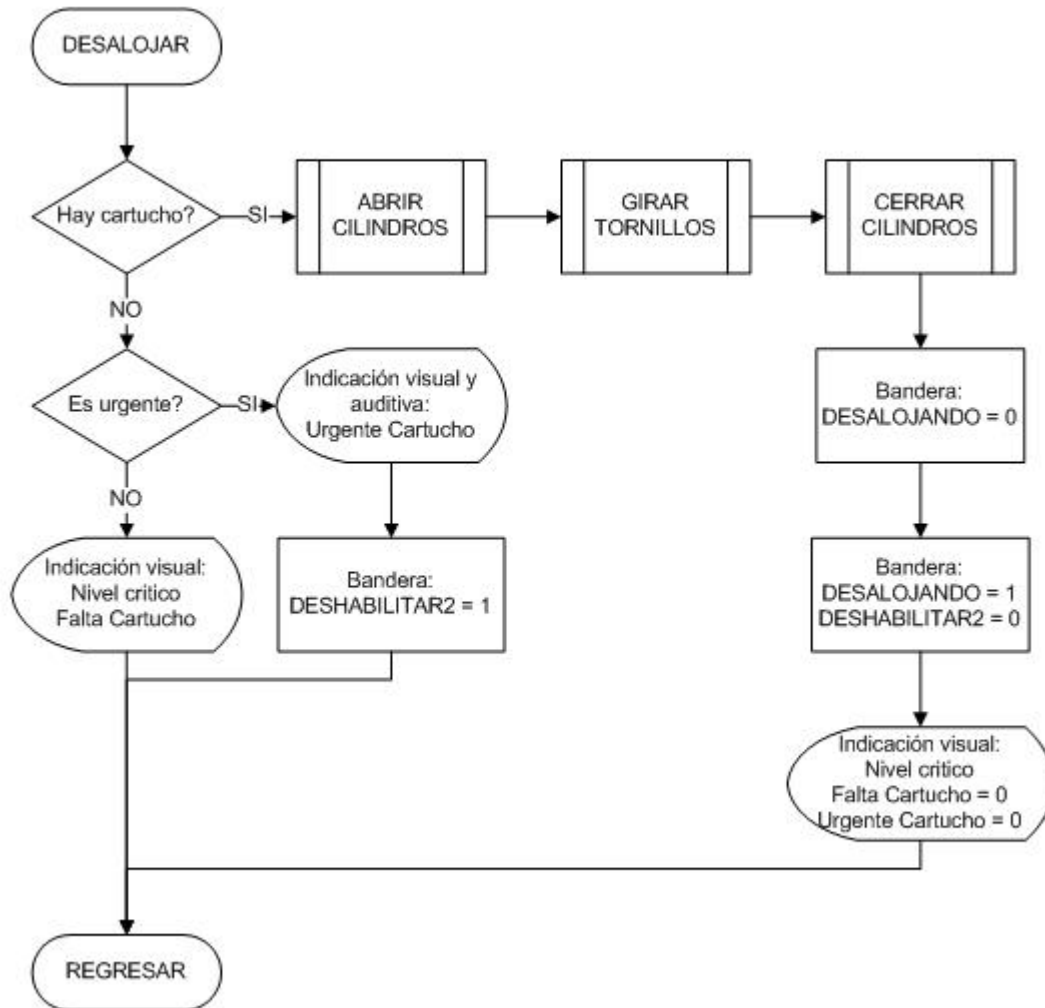 DESALOJAR
Hay cartucho?
SI
ABRIR
CILINDROS
GIRAR
TORNILLOS
CERRAR
CILINDROS
NO
Es urgente?
SI
Indicación visual y
auditiva:
Urgente Cartucho
Bandera:
DESALOJANDO = 0
NO
Indicación visual:
Nivel critico
Falta Cartucho
Bandera:
DESHABILITAR2 = 1
Bandera:
DESALOJANDO = 1
DESHABILITAR2 = 0
Indicación visual:
Nivel critico
Falta Cartucho = 0
Urgente Cartucho = 0
REGRESAR